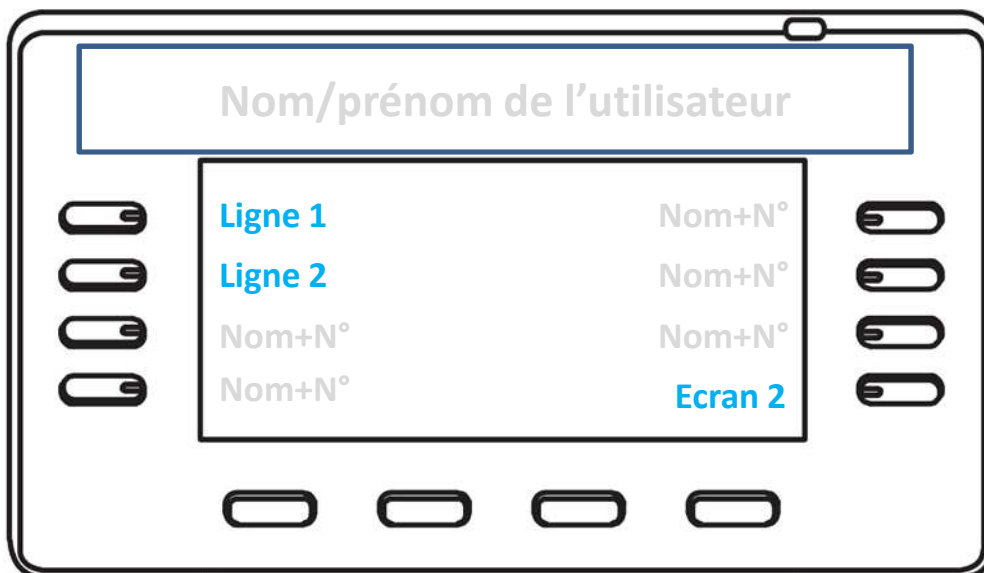 Nom/prénom de l’utilisateur
Ligne 1 Nom+N°
Ligne 2 Nom+N°
Nom+N° Nom+N°
Nom+N° Ecran 2